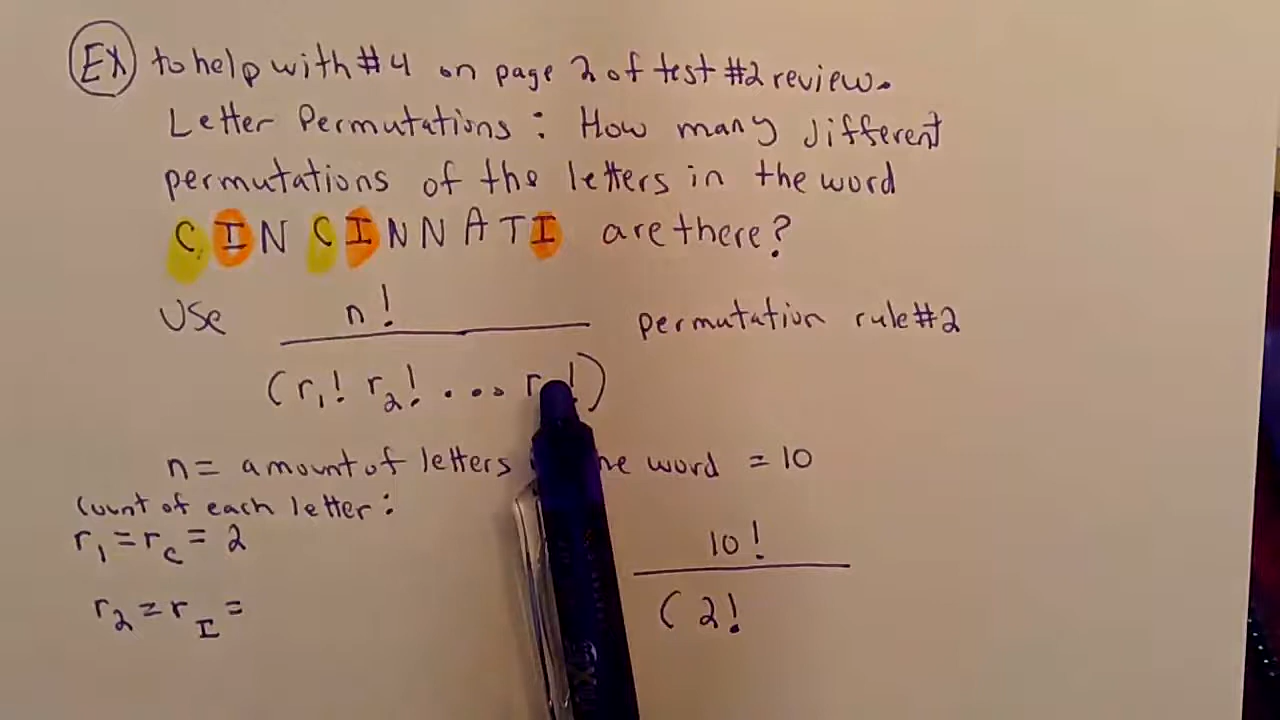 EX to help with #4 on page 2 of test #2 review.
Letter Permutations: How many different
permutations of the letters in the word
CINCINNATI are there?
Use n! permutation rule #2
(r1! r2! ... r !)
n = amount of letters he word = 10
count of each letter:
r1 = rC = 2
10!
r2 = rI =
(2!